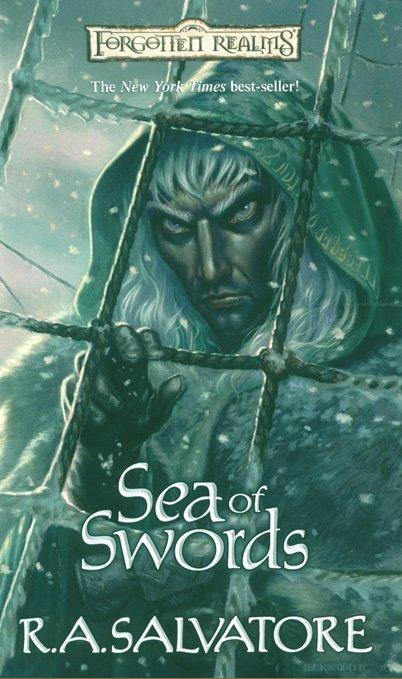 FORGOTTEN REALMS
The New York Times best-seller!
Sea of
Swords
R.A. SALVATORE